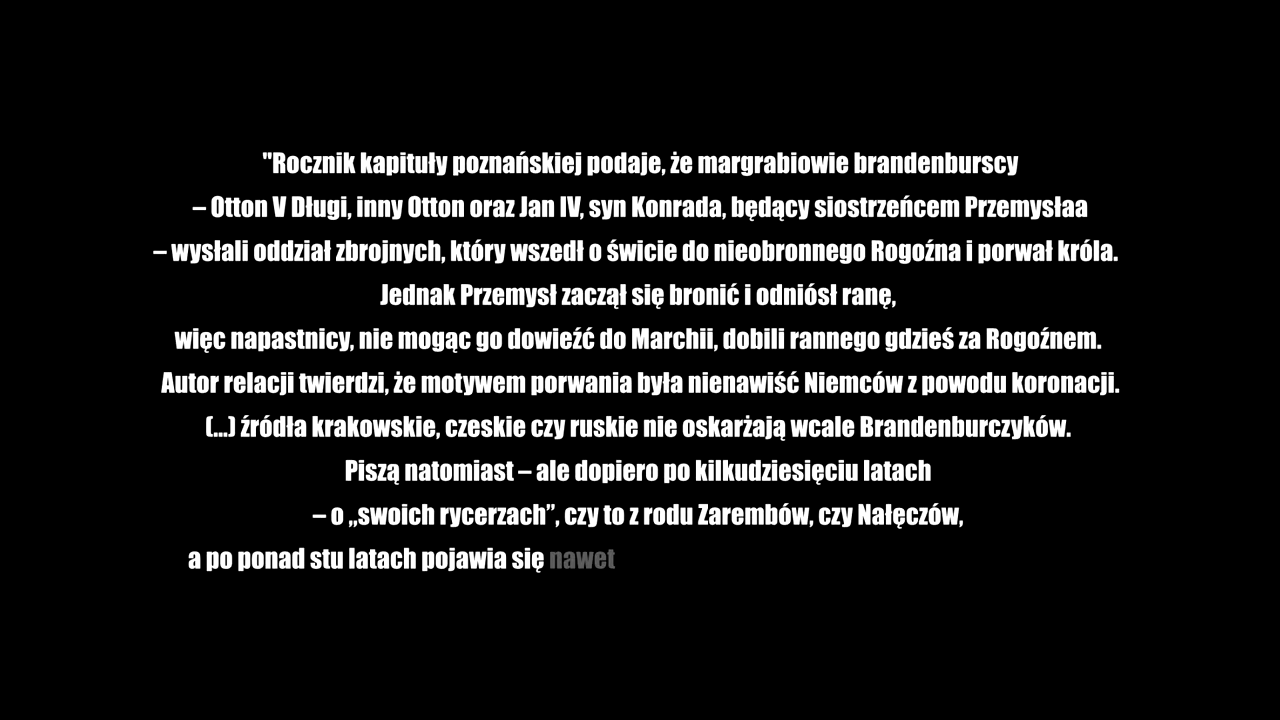 "Rocznik kapituły poznańskiej podaje, że margrabiowie brandenburscy
– Otton V Długi, inny Otton oraz Jan IV, syn Konrada, będący siostrzeńcem Przemysłaa
– wysłali oddział zbrojnych, który wszedł o świcie do nieobronnego Rogoźna i porwał króla.
Jednak Przemysł zaczął się bronić i odniósł ranę,
więc napastnicy, nie mogąc go dowieźć do Marchii, dobili rannego gdzieś za Rogoźnem.
Autor relacji twierdzi, że motywem porwania była nienawiść Niemców z powodu koronacji.
(...) źródła krakowskie, czeskie czy ruskie nie oskarżają wcale Brandenburczyków.
Piszą natomiast – ale dopiero po kilkudziesięciu latach
– o „swoich rycerzach”, czy to z rodu Zarembów, czy Nałęczów,
a po ponad stu latach pojawia się nawet